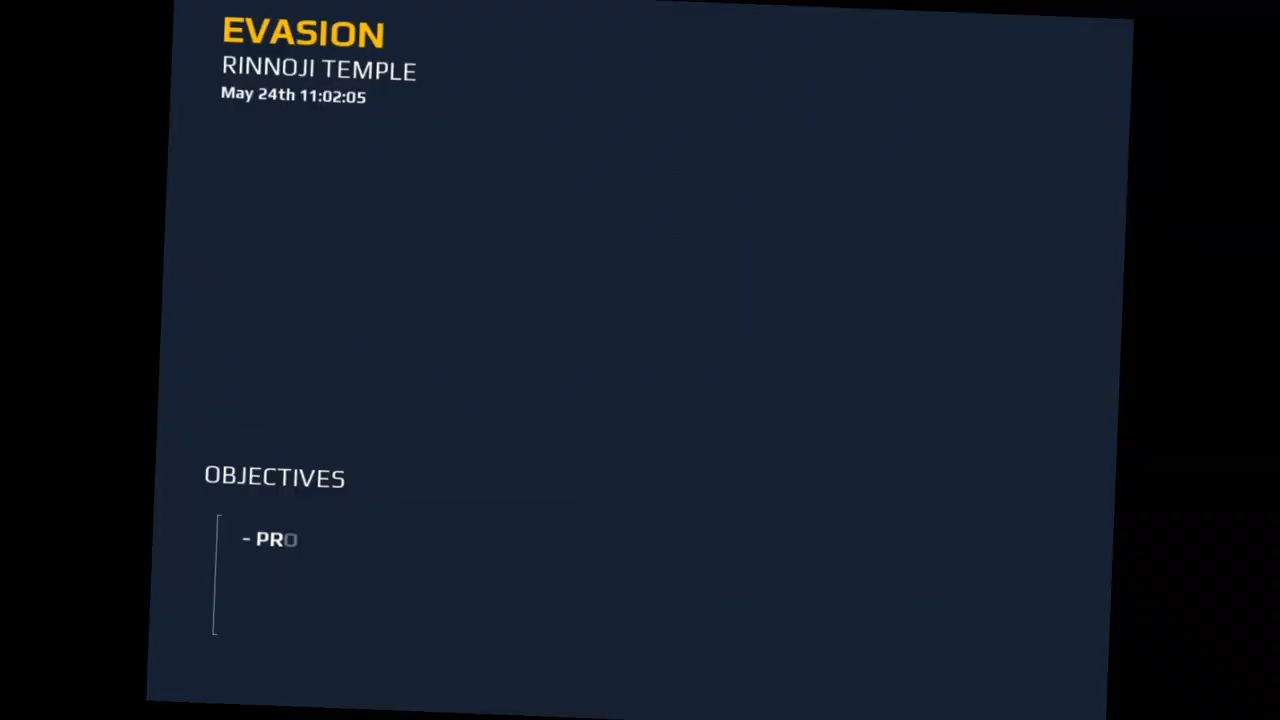 EVASION
RINNOJI TEMPLE
May 24th 11:02:05
OBJECTIVES
- PRO